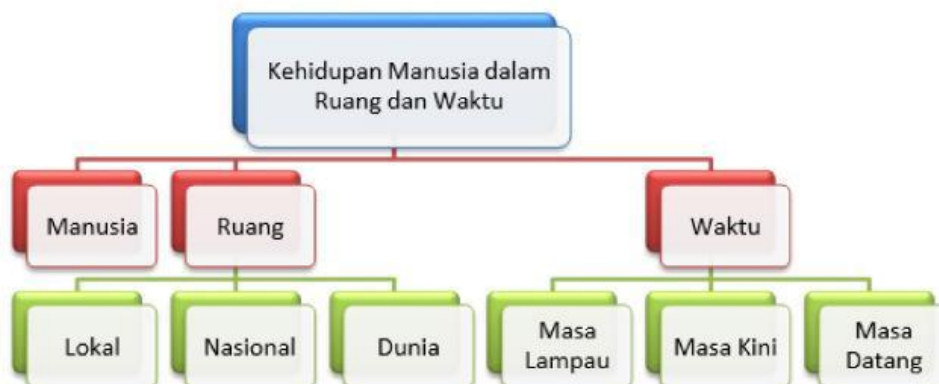 Kehidupan Manusia dalam
Ruang dan Waktu
Manusia
Ruang
Waktu
Lokal
Nasional
Dunia
Masa
Lampau
Masa Kini
Masa
Datang